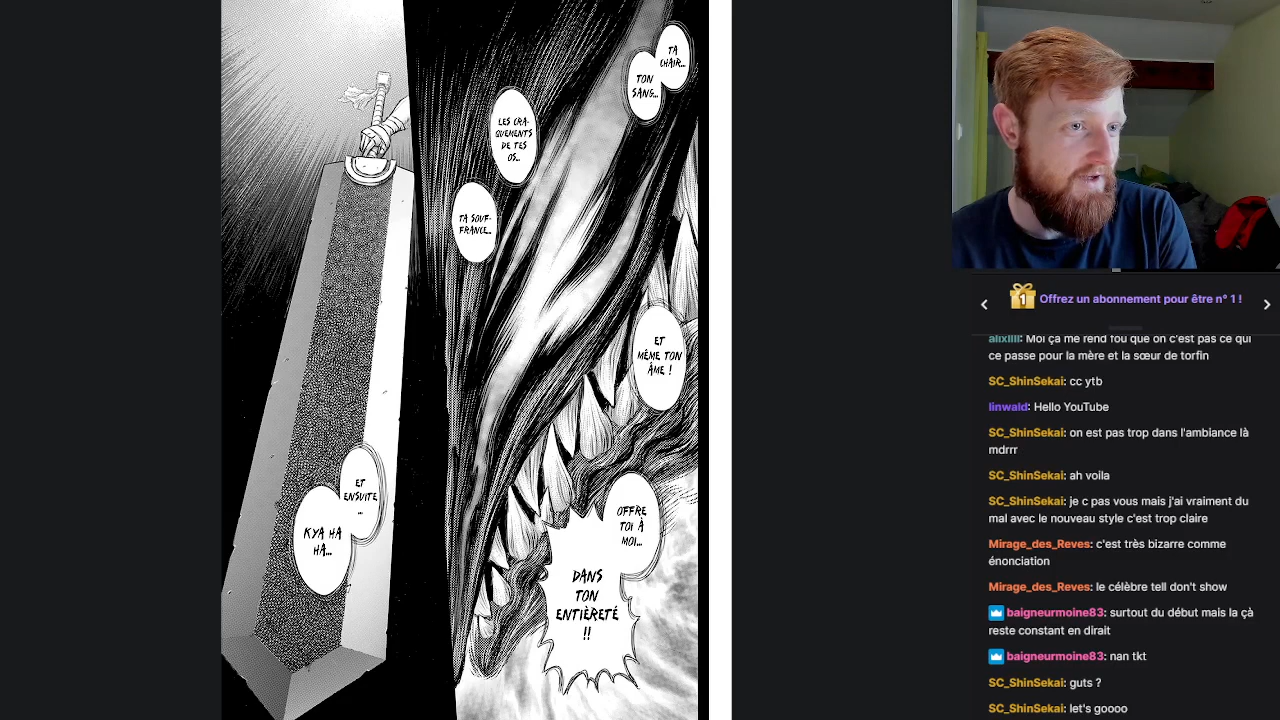 TA
CHAIR...
TON
SANG...
LES CRA-
QUEMENTS
DE TES
OS...
TA SOUF-
FRANCE...
ET
MÊME TON
ÂME !
OFFRE
TOI À
MOI...
DANS
TON
ENTIÈRETÉ
!!
ET
ENSUITE
...
KYA HA
HA...
1
Offrez un abonnement pour être n° 1 !
alixllll: Moi ça me rend fou que on c'est pas ce qui
ce passe pour la mère et la sœur de torfin
SC_ShinSekai: cc ytb
linwald: Hello YouTube
SC_ShinSekai: on est pas trop dans l'ambiance là
mdrrr
SC_ShinSekai: ah voila
SC_ShinSekai: je c pas vous mais j'ai vraiment du
mal avec le nouveau style c'est trop claire
Mirage_des_Reves: c'est très bizarre comme
énonciation
Mirage_des_Reves: le célèbre tell don't show
baigneurmoine83: surtout du début mais la çà
reste constant en dirait
baigneurmoine83: nan tkt
SC_ShinSekai: guts ?
SC_ShinSekai: let's goooo